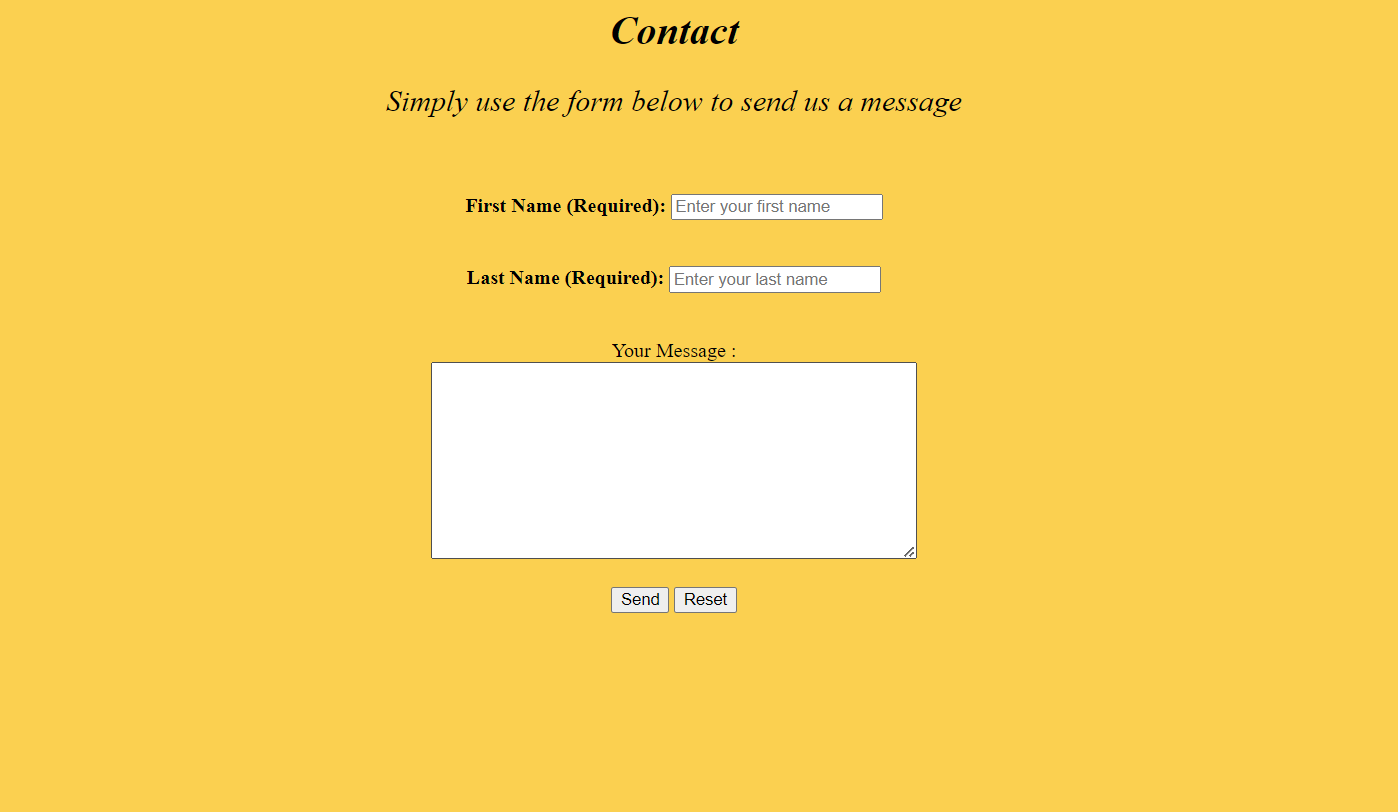 Contact
Simply use the form below to send us a message
First Name (Required): Enter your first name
Last Name (Required): Enter your last name
Your Message :
Send Reset